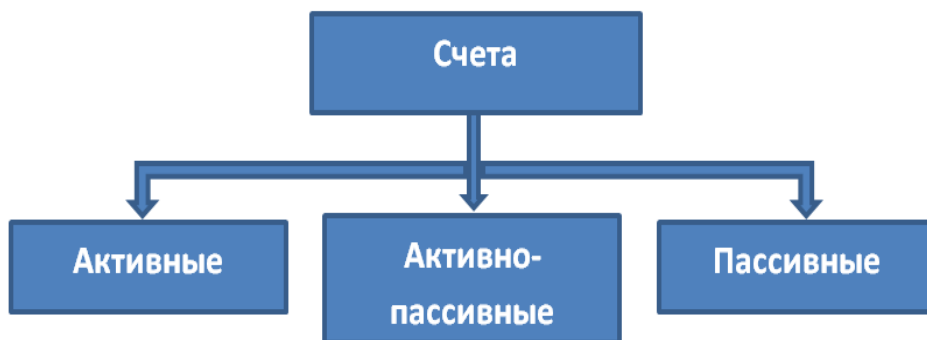 Счета
Активные
Активно-
пассивные
Пассивные